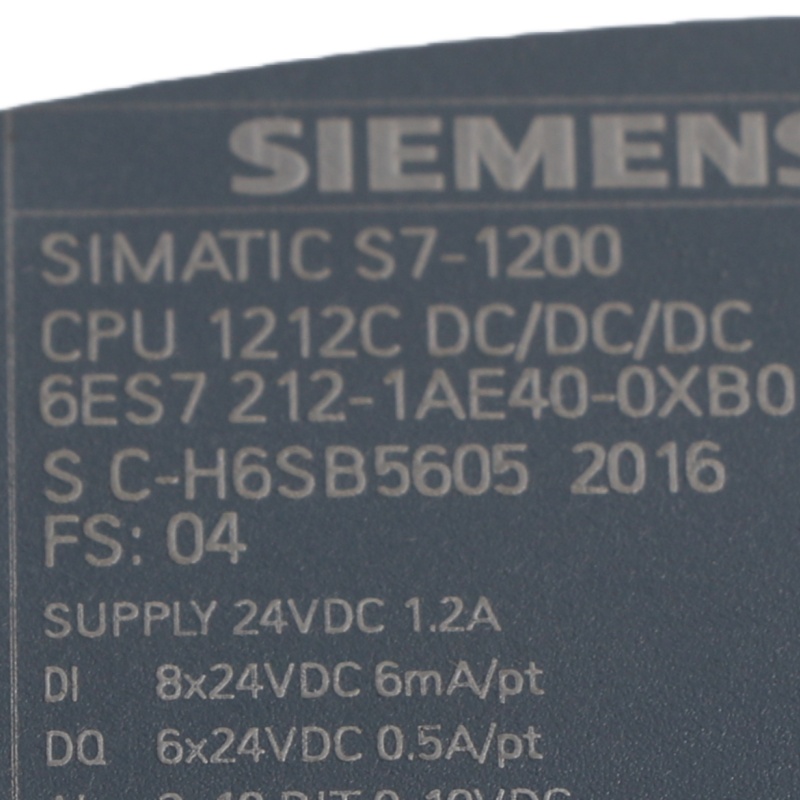 SIEMENS
SIMATIC S7-1200
CPU 1212C DC/DC/DC
6ES7 212-1AE40-0XB0
S C-H6SB5605 2016
FS: 04
SUPPLY 24VDC 1.2A
DI 8x24VDC 6mA/pt
DQ 6x24VDC 0.5A/pt